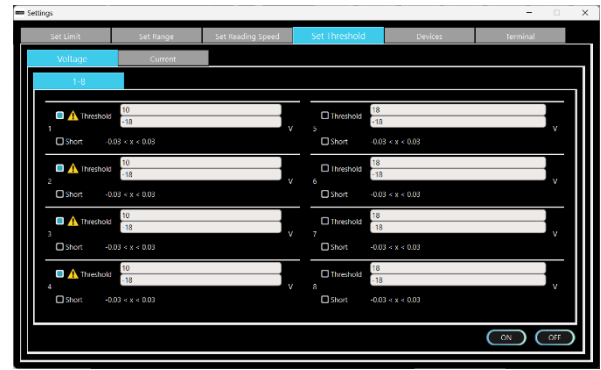 Settings
Set Limit Set Range Set Reading Speed Set Threshold Devices Terminal
Voltage Current
1-8
1 Threshold 10 -18 V
Short -0.03 < x < 0.03
5 Threshold 18 -18 V
Short -0.03 < x < 0.03
2 Threshold 10 -18 V
Short -0.03 < x < 0.03
6 Threshold 18 -18 V
Short -0.03 < x < 0.03
3 Threshold 10 -18 V
Short -0.03 < x < 0.03
7 Threshold 18 -18 V
Short -0.03 < x < 0.03
4 Threshold 10 -18 V
Short -0.03 < x < 0.03
8 Threshold 18 -18 V
Short -0.03 < x < 0.03
ON OFF